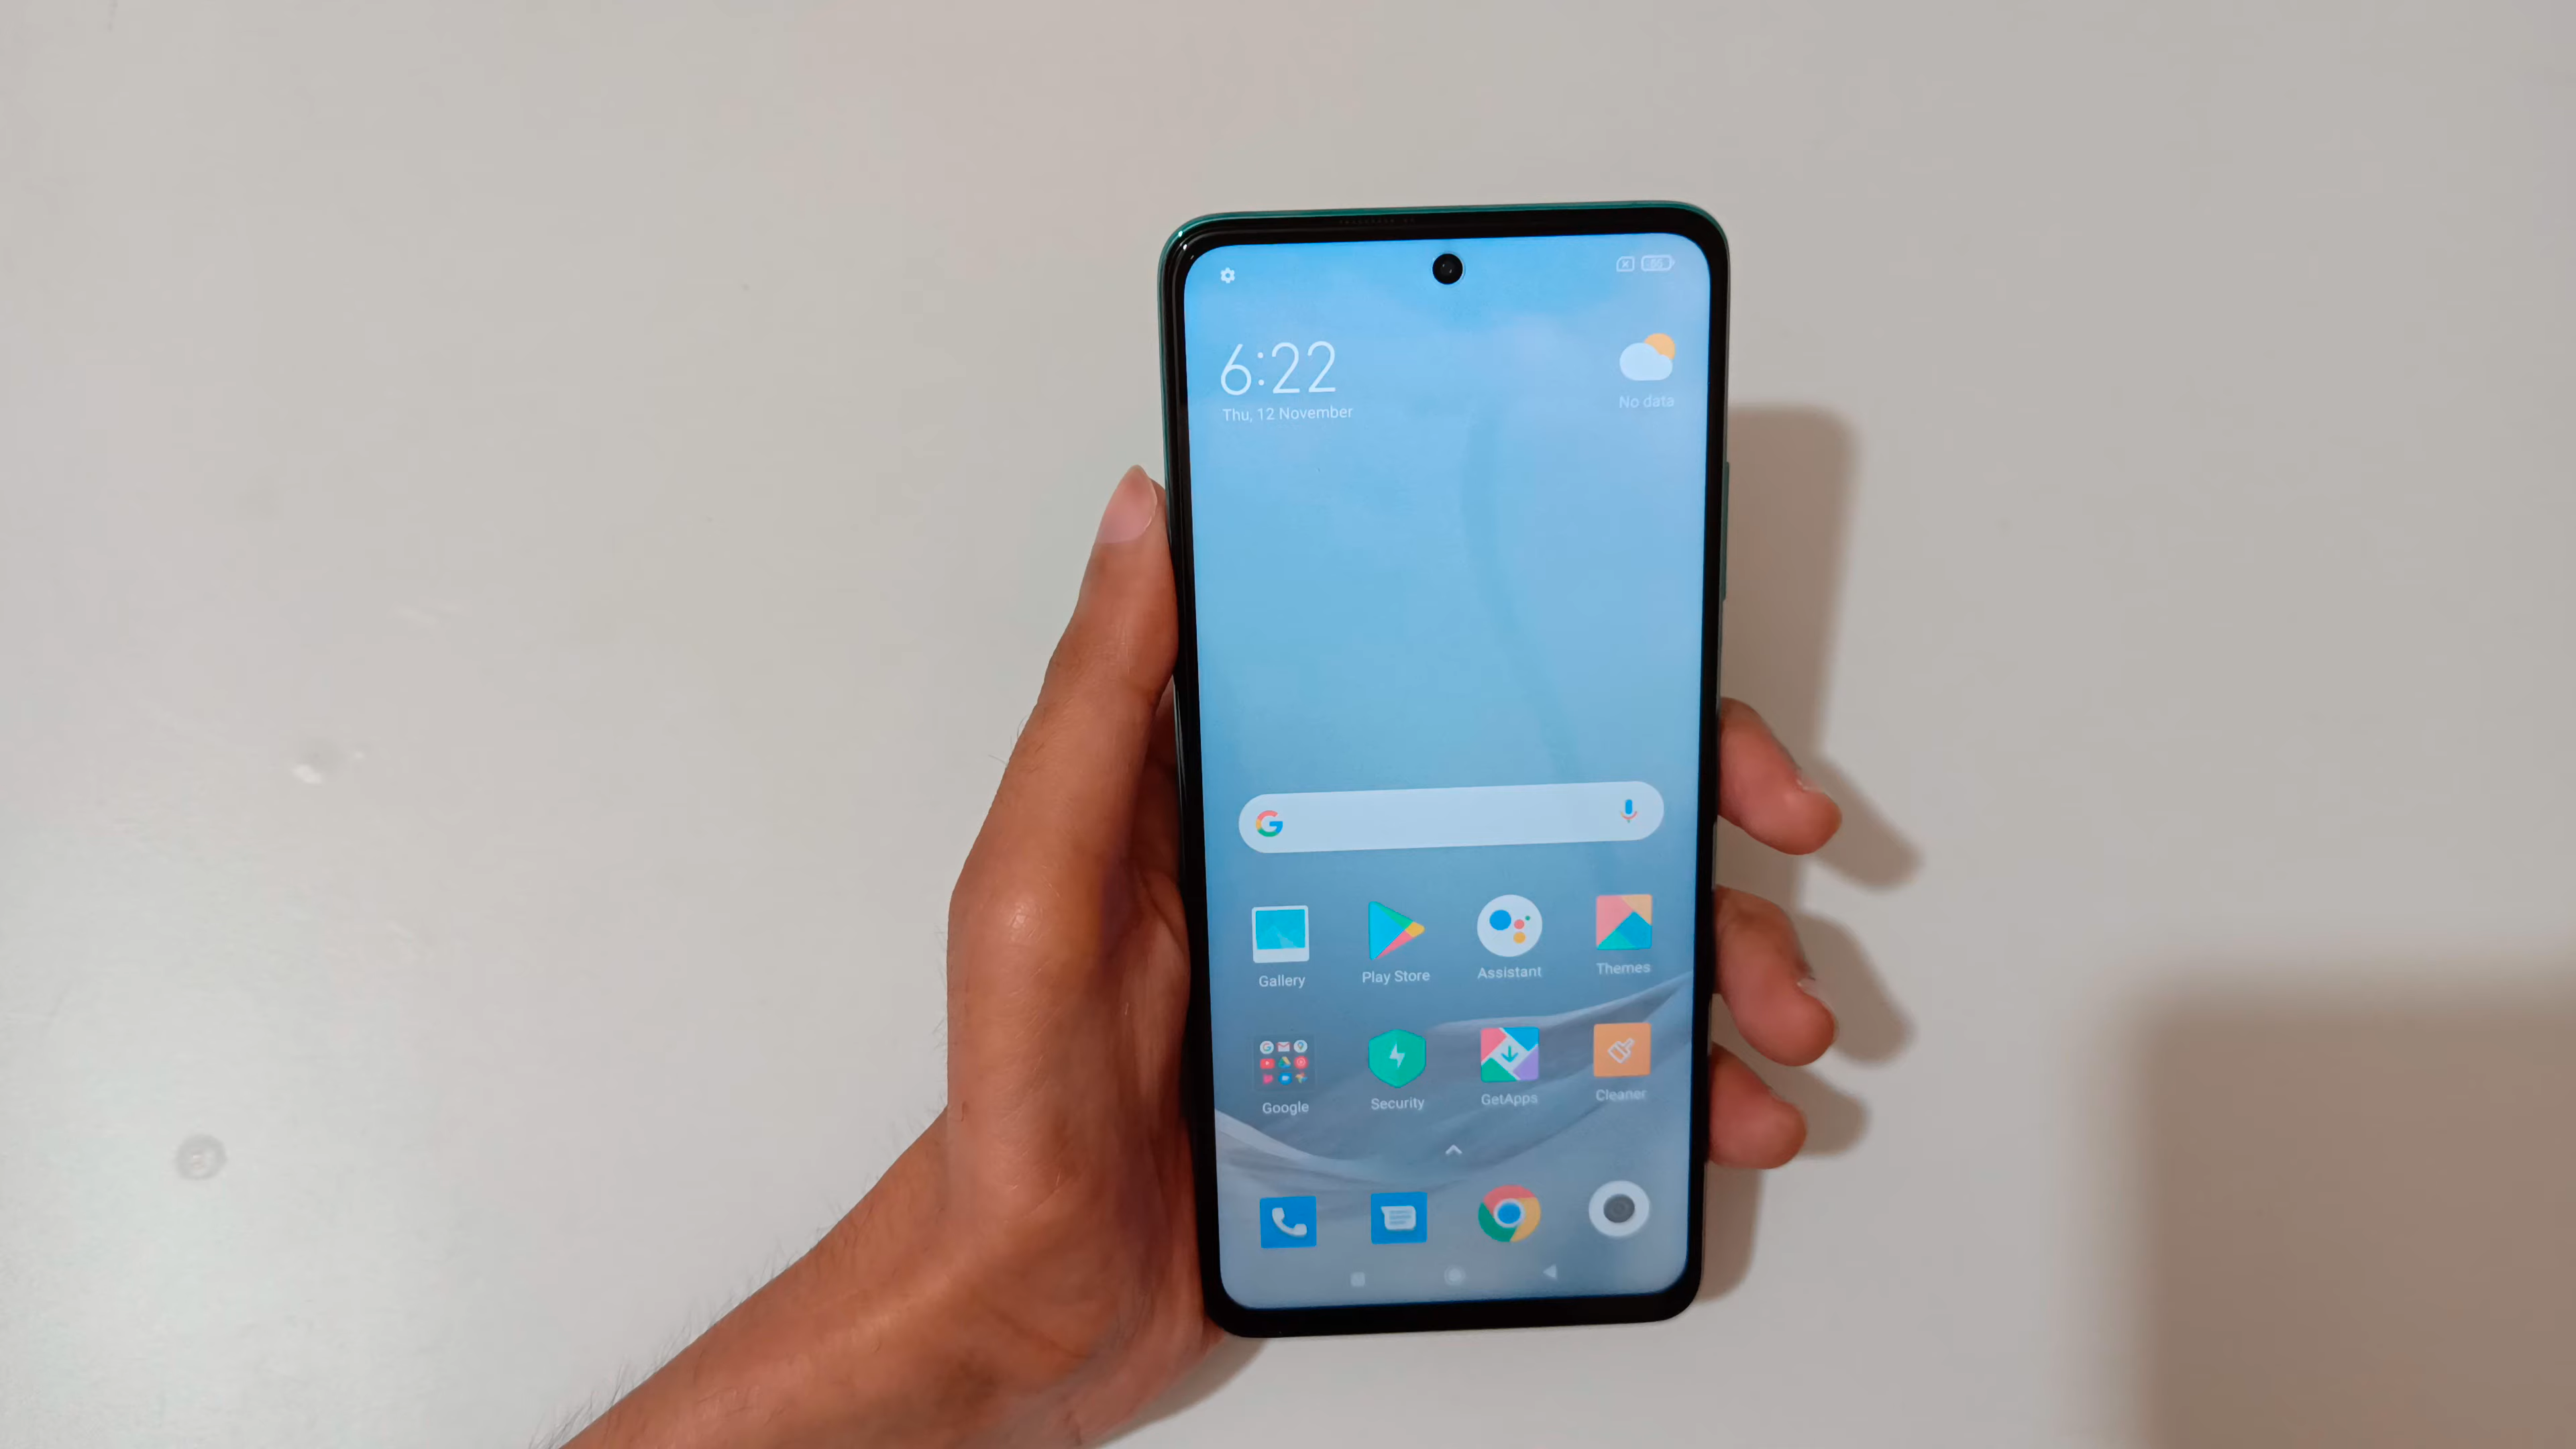 6:22
Thu, 12 November
No data
Gallery
Play Store
Assistant
Themes
Google
Security
GetApps
Cleaner